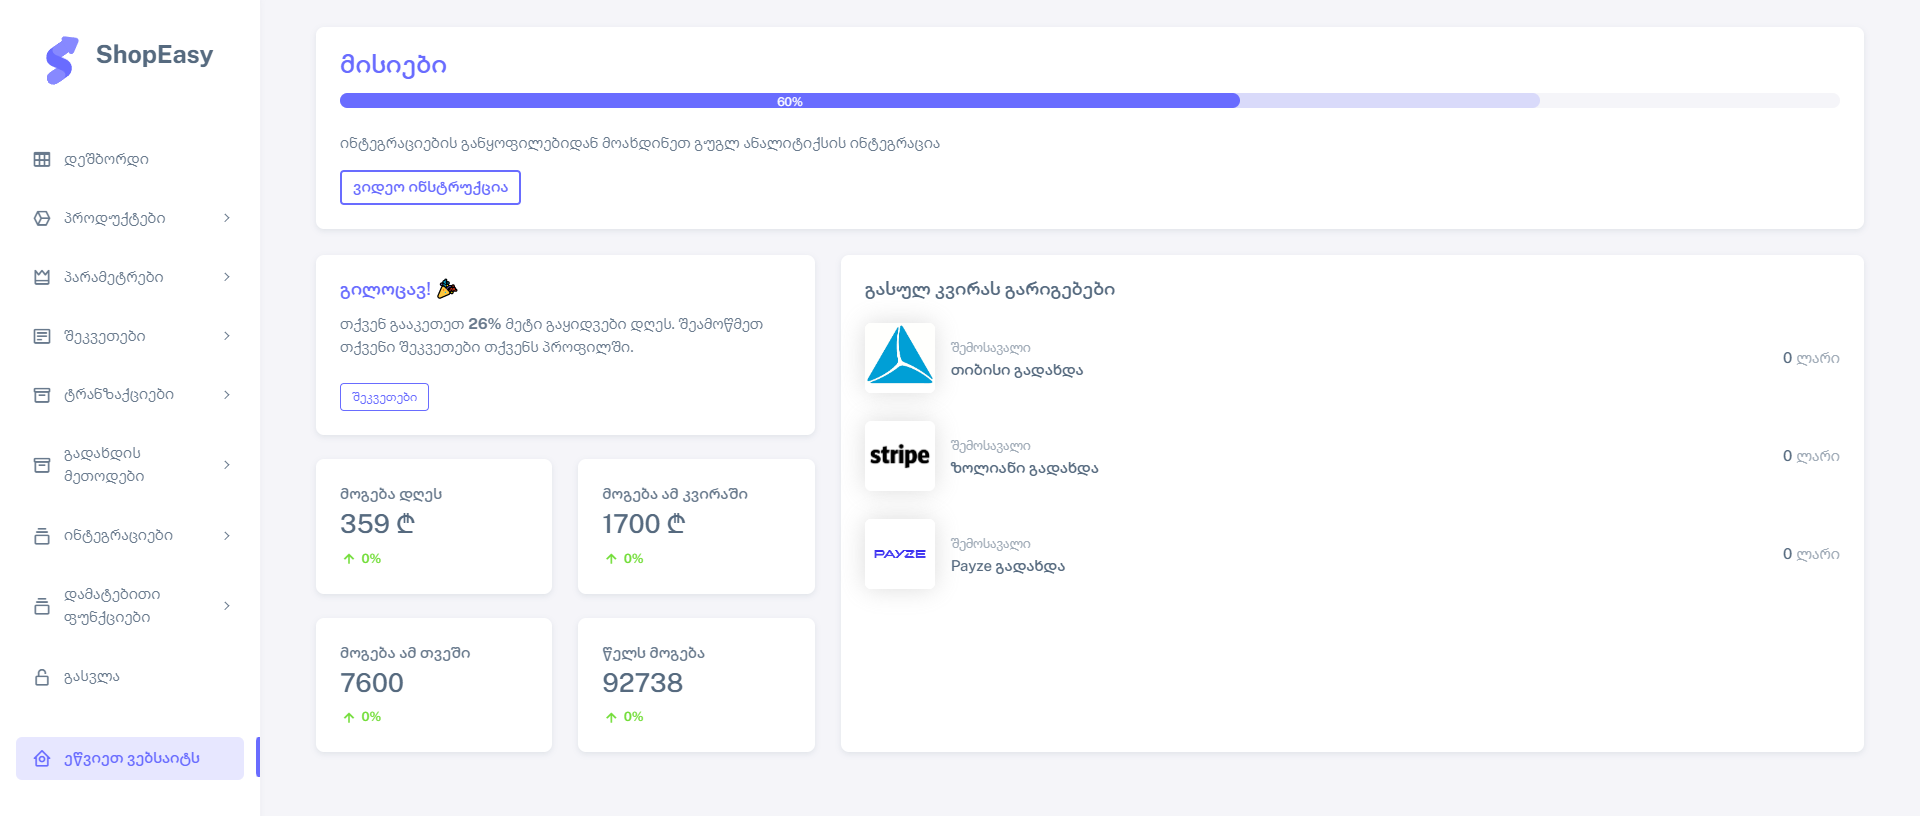 ShopEasy
დეშბორდი
პროდუქტები
პარამეტრები
შეკვეთები
ტრანზაქციები
გადახდის
მეთოდები
ინტეგრაციები
დამატებითი
ფუნქციები
გასვლა
ეწვიეთ ვებსაიტს
მისიები
60%
ინტეგრაციების განყოფილებიდან მოახდინეთ გუგლ ანალიტიქსის ინტეგრაცია
ვიდეო ინსტრუქცია
გილოცავ! 🎉
თქვენ გააკეთეთ 26% მეტი გაყიდვები დღეს. შეამოწმეთ
თქვენი შეკვეთები თქვენს პროფილში.
შეკვეთები
მოგება დღეს
359 ₾
0%
მოგება ამ კვირაში
1700 ₾
0%
მოგება ამ თვეში
7600
0%
წელს მოგება
92738
0%
გასულ კვირას გარიგებები
შემოსავალი
თიბისი გადახდა
0 ლარი
stripe
შემოსავალი
ზოლიანი გადახდა
0 ლარი
PAYZE
შემოსავალი
Payze გადახდა
0 ლარი